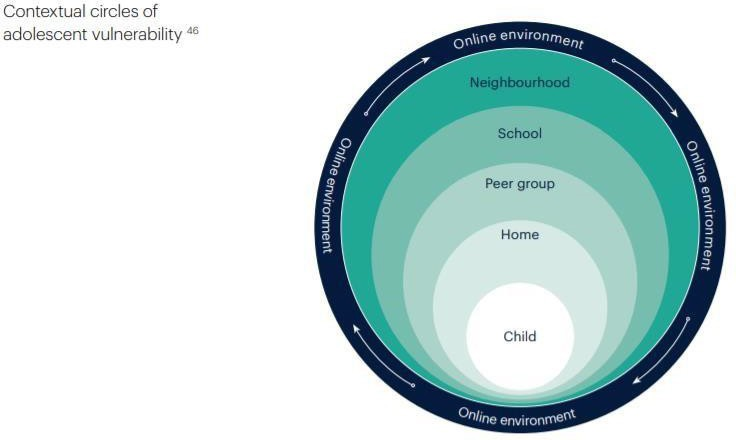 Contextual circles of
adolescent vulnerability 46
Online environment
Neighbourhood
School
Online environment
Online environment
Peer group
Home
Child
Online environment